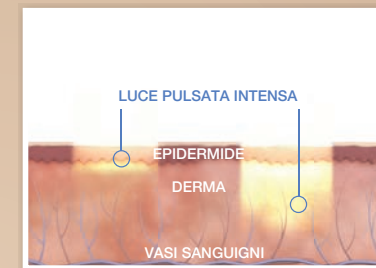 LUCE PULSATA INTENSA
EPIDERMIDE
DERMA
VASI SANGUIGNI